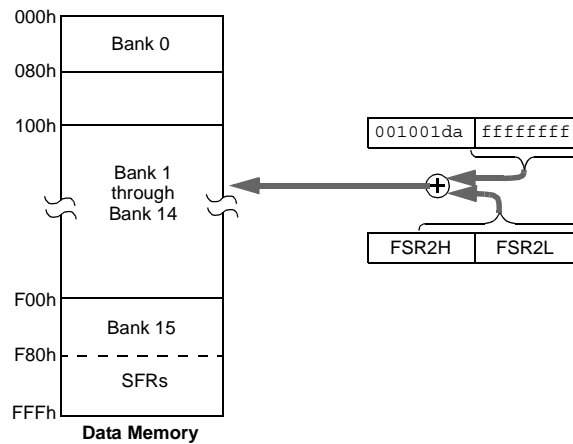 000h
Bank 0
080h
100h
001001da ffffffff
Bank 1
through
Bank 14
FSR2H FSR2L
F00h
Bank 15
F80h
SFRs
FFFh
Data Memory